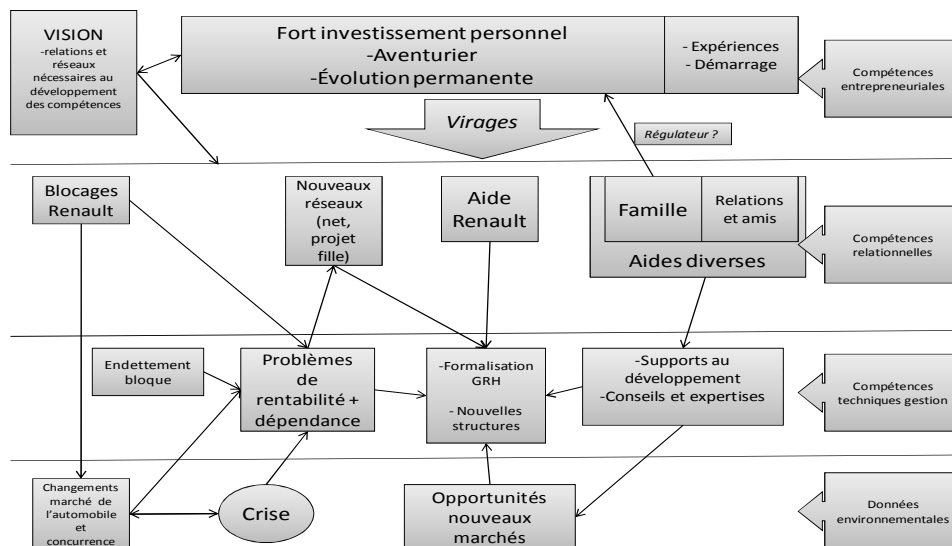 VISION
-relations et
réseaux
nécessaires au
développement
des compétences
Fort investissement personnel
-Aventurier
-Évolution permanente
- Expériences
- Démarrage
Compétences
entrepreneuriales
Virages
Régulateur ?
Blocages
Renault
Nouveaux
réseaux
(net,
projet
fille)
Aide
Renault
Famille
Relations
et amis
Aides diverses
Compétences
relationnelles
Endettement
bloque
Problèmes
de
rentabilité +
dépendance
-Formalisation
GRH
- Nouvelles
structures
-Supports au
développement
-Conseils et expertises
Compétences
techniques gestion
Changements
marché de
l'automobile
et
concurrence
Crise
Opportunités
nouveaux
marchés
Données
environnementales